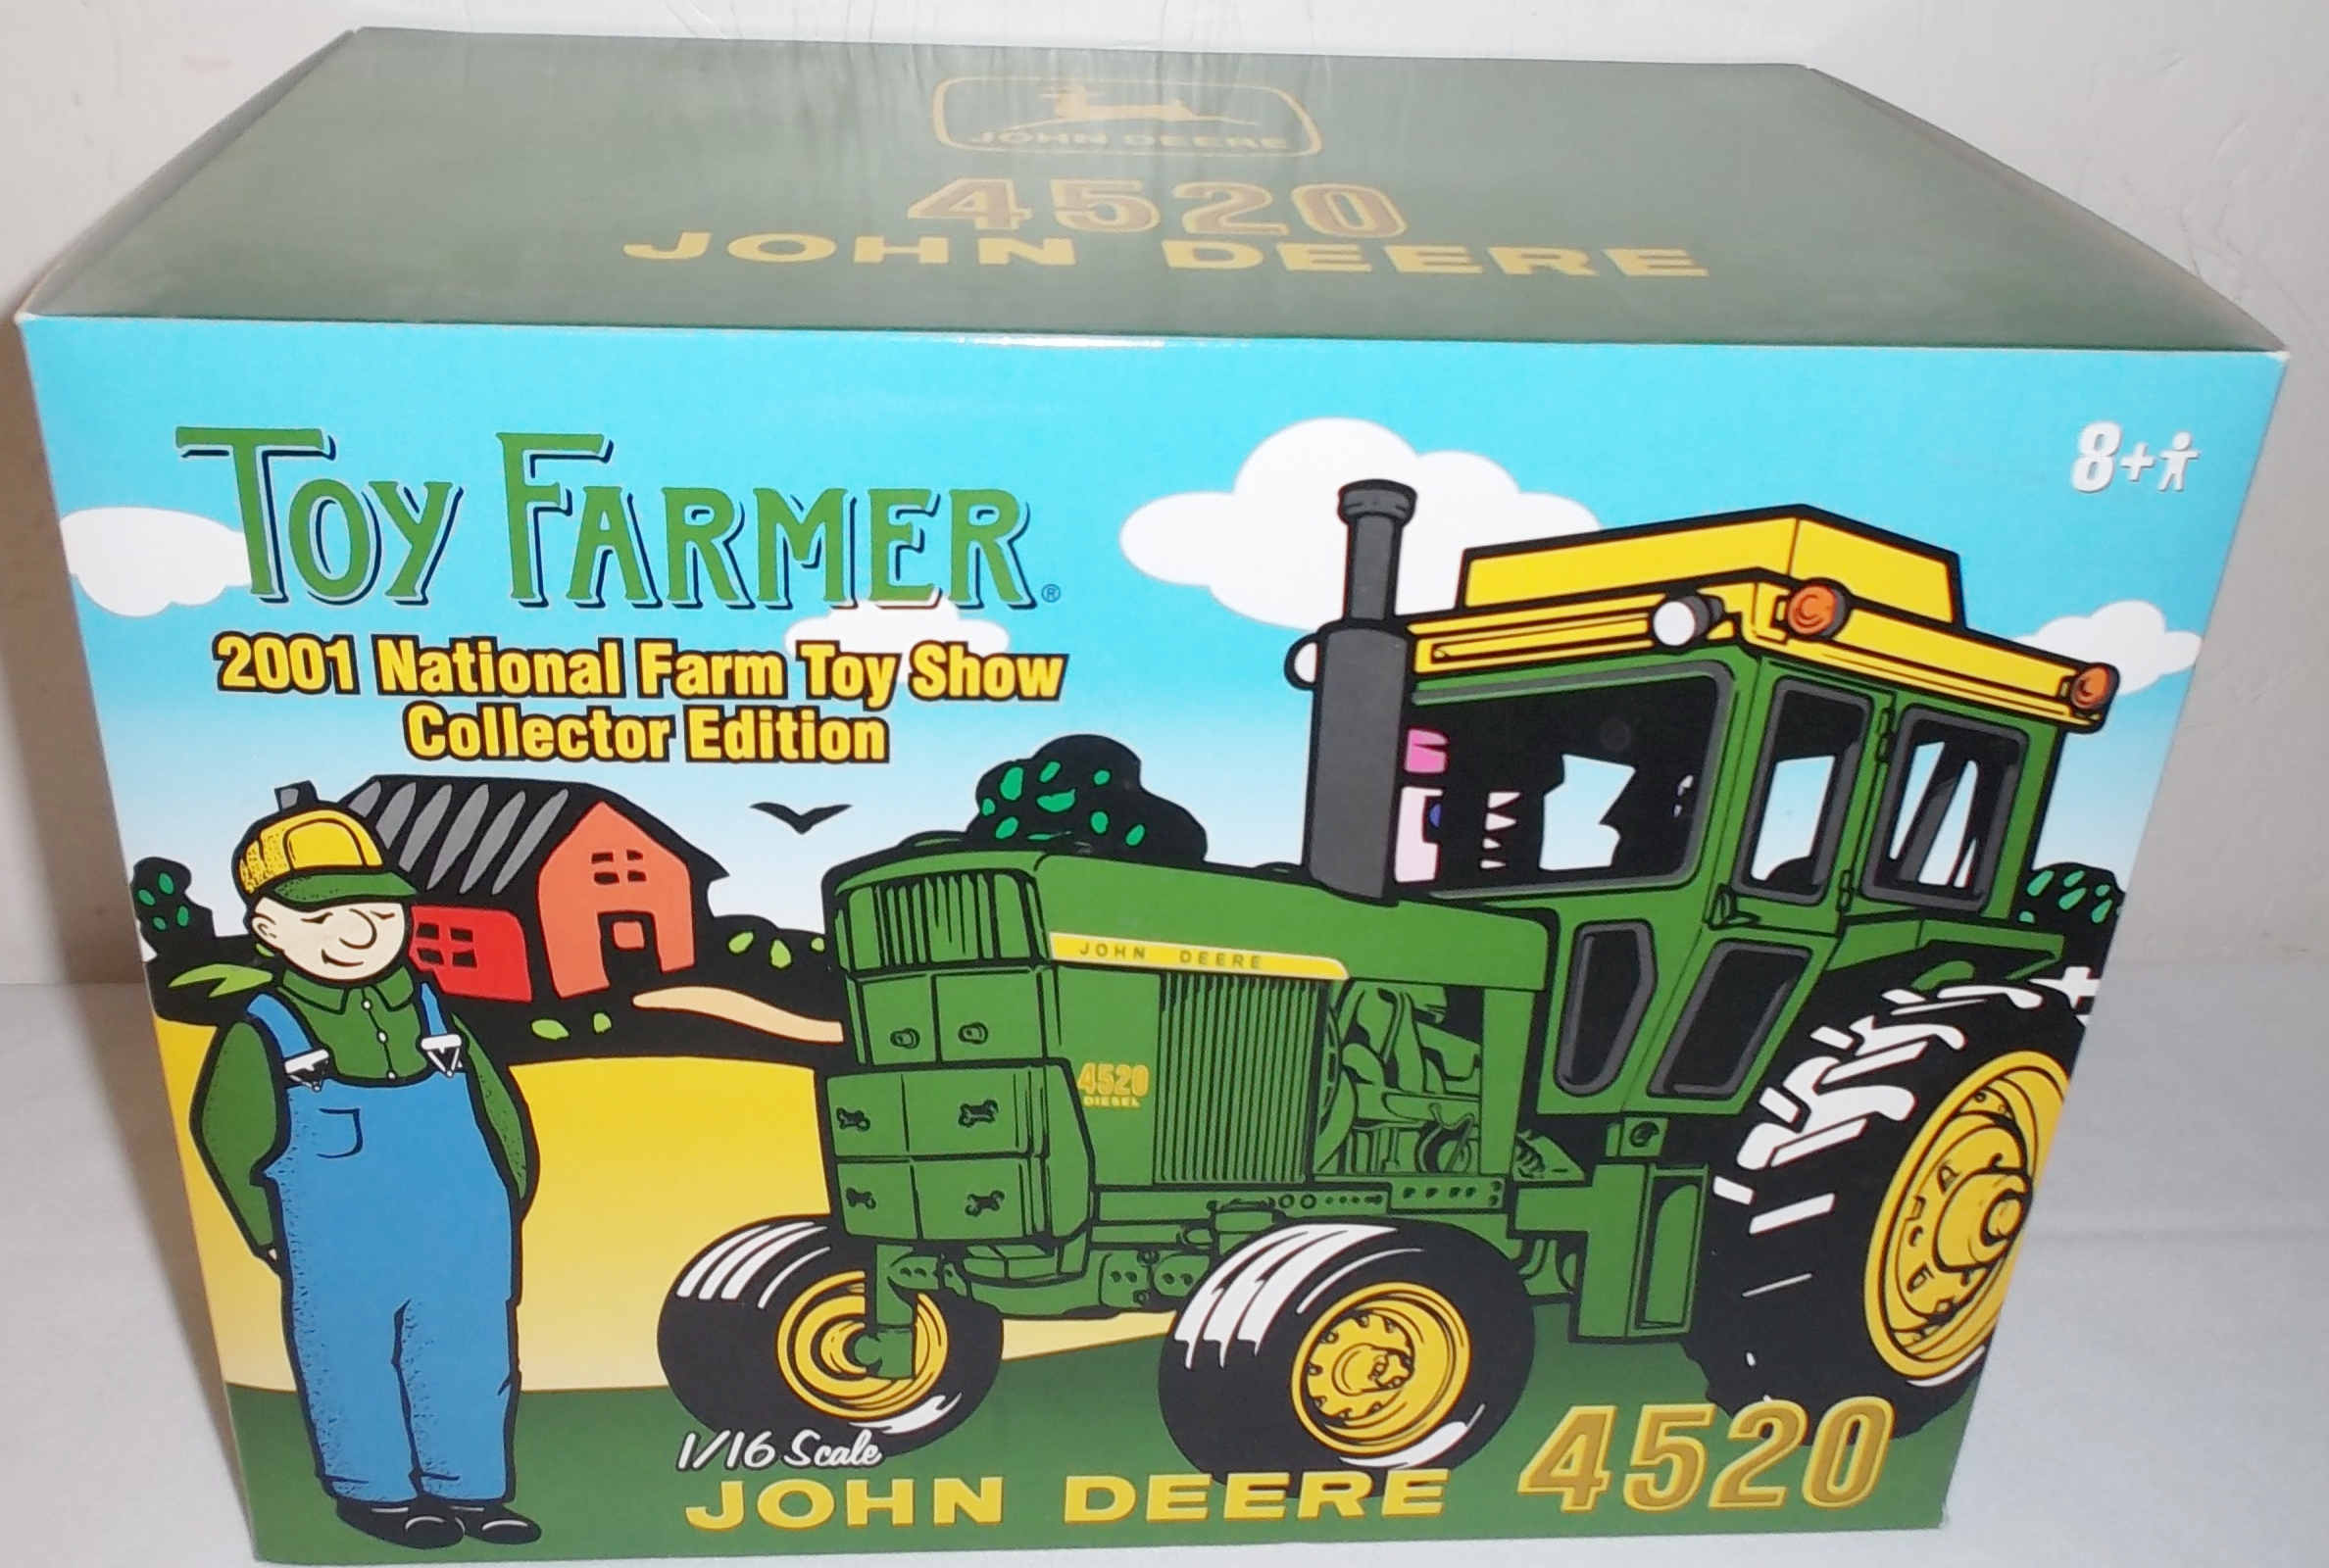 JOHN DEERE
4520
JOHN DEERE
TOY FARMER®
8+
2001 National Farm Toy Show
Collector Edition
JOHN DEERE
4520
DIESEL
1/16 Scale
JOHN DEERE 4520